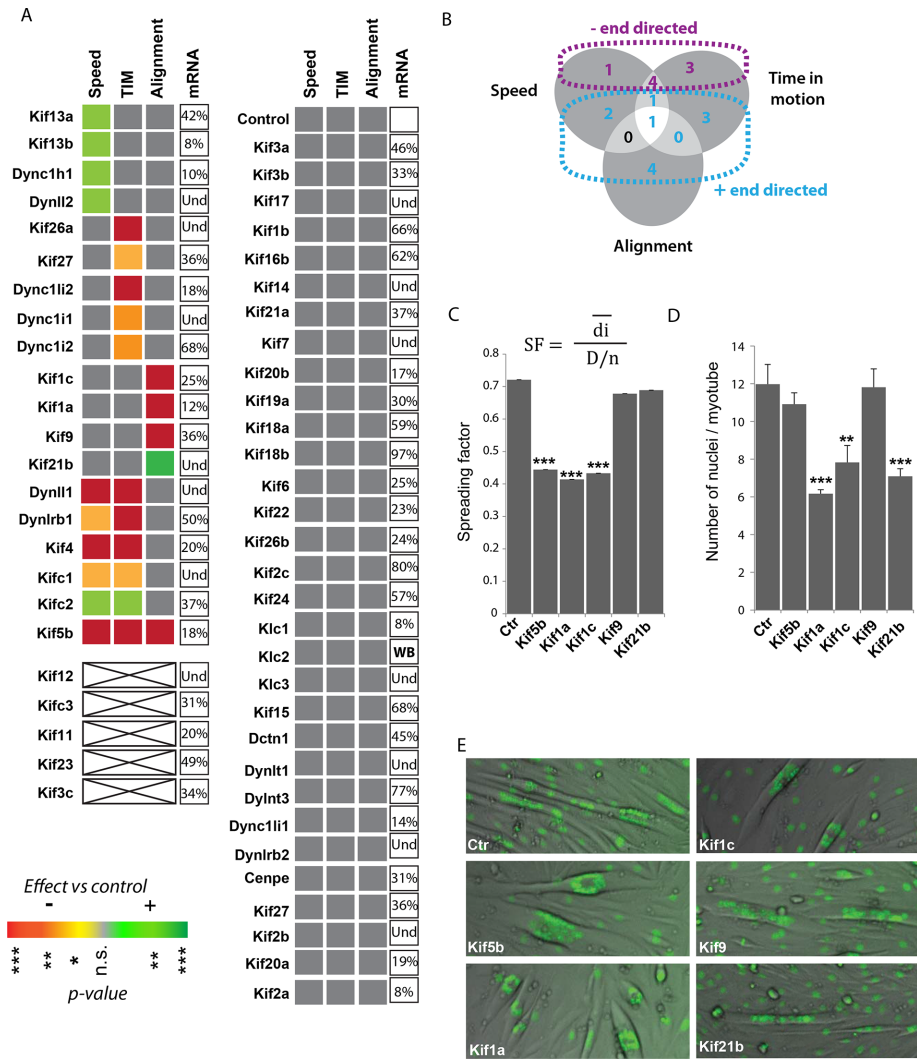 A
Speed TIM Alignment mRNA
Kif13a 42%
Kif13b 8%
Dync1h1 10%
Dynll2 Und
Kif26a Und
Kif27 36%
Dync1li2 18%
Dync1i1 Und
Dync1i2 68%
Kif1c 25%
Kif1a 12%
Kif9 36%
Kif21b Und
Dynll1 Und
Dynlrb1 50%
Kif4 20%
Kifc1 Und
Kifc2 37%
Kif5b 18%
Kif12 Und
Kifc3 31%
Kif11 20%
Kif23 49%
Kif3c 34%
Effect vs control
- +
*** ** * n.s. ** ***
p-value
Speed TIM Alignment mRNA
Control
Kif3a 46%
Kif3b 33%
Kif17 Und
Kif1b 66%
Kif16b 62%
Kif14 Und
Kif21a 37%
Kif7 Und
Kif20b 17%
Kif19a 30%
Kif18a 59%
Kif18b 97%
Kif6 25%
Kif22 23%
Kif26b 24%
Kif2c 80%
Kif24 57%
Klc1 8%
Klc2 WB
Klc3 Und
Kif15 68%
Dctn1 45%
Dynlt1 Und
Dylnt3 77%
Dync1li1 14%
Dynlrb2 Und
Cenpe 31%
Kif27 36%
Kif2b Und
Kif20a 19%
Kif2a 8%
B
- end directed
1 4 3
Speed
Time in
motion
1
2 1 3
0 0
4
+ end directed
Alignment
C
SF = di
D/n
Spreading factor
0.8
0.7
0.6
0.5
0.4
0.3
0.2
0.1
0
*** *** ***
Ctr Kif5b Kif1a Kif1c Kif9 Kif21b
D
Number of nuclei / myotube
14
12
10
8
6
4
2
0
*** ** ***
Ctr Kif5b Kif1a Kif1c Kif9 Kif21b
E
Ctr
Kif1c
Kif5b
Kif9
Kif1a
Kif21b